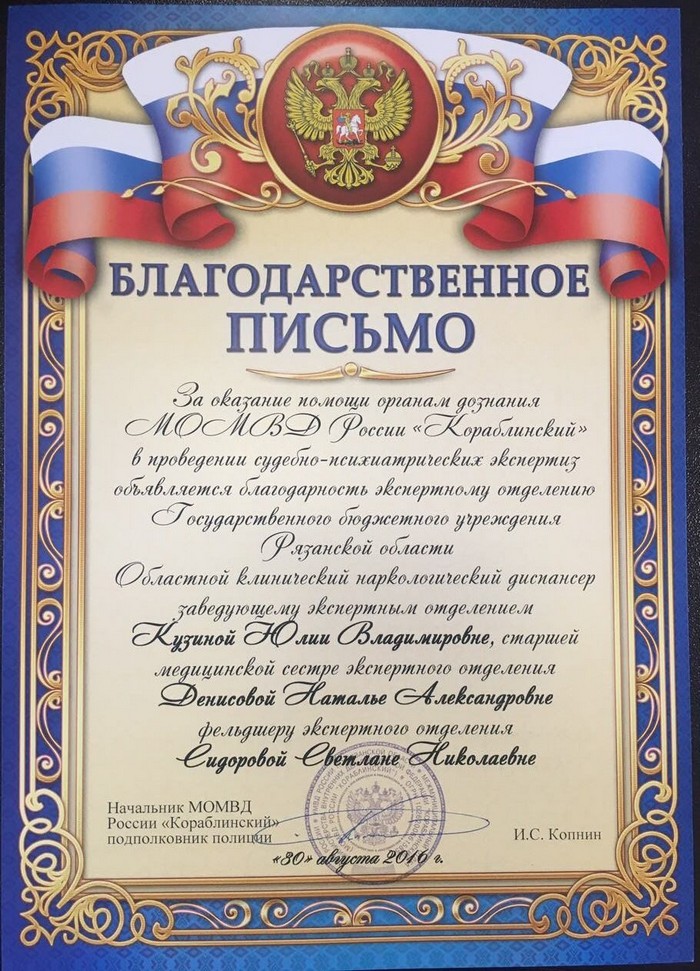 БЛАГОДАРСТВЕННОЕ
ПИСЬМО
За оказание помощи органам дознания
МОМВД России «Кораблинский»
в проведении судебно-психиатрических экспертиз
объявляется благодарность экспертному отделению
Государственного бюджетного учреждения
Рязанской области
Областной клинический наркологический диспансер
заведующему экспертным отделением
Кузиной Юлии Владимировне, старшей
медицинской сестре экспертного отделения
Денисовой Наталье Александровне
фельдшеру экспертного отделения
Сидоровой Светлане Николаевне
Начальник МОМВД
России «Кораблинский»
подполковник полиции
И.С. Копнин
«30» августа 2016 г.